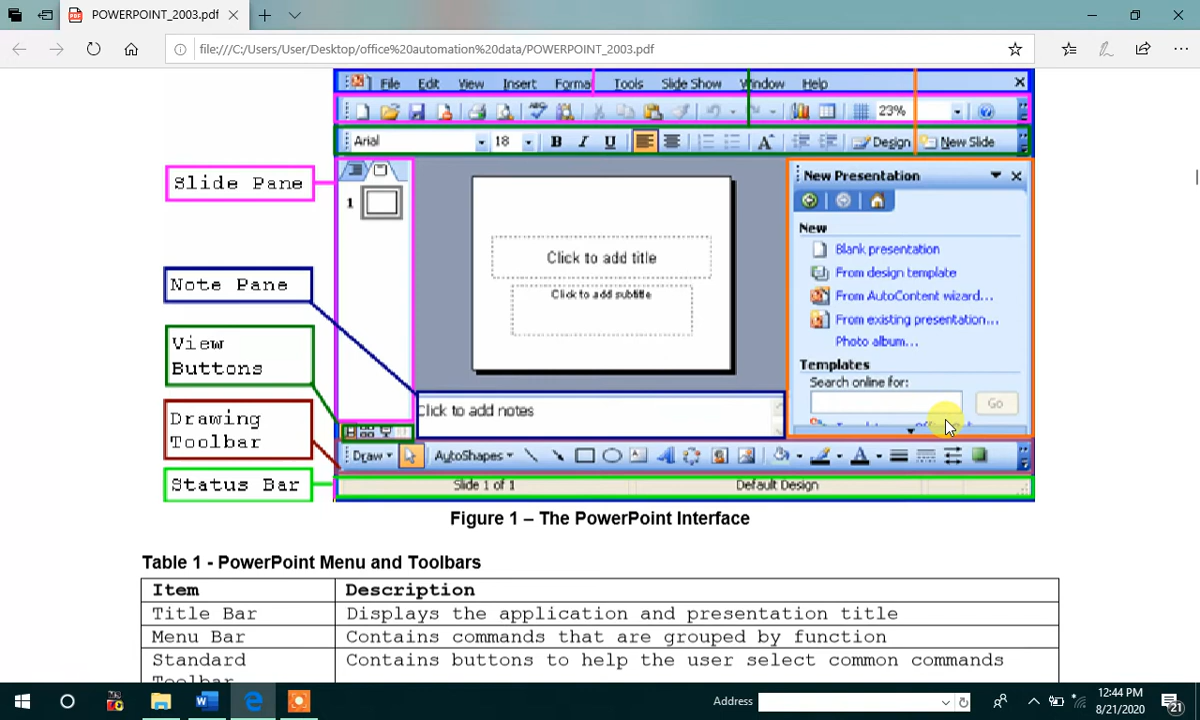 POWERPOINT_2003.pdf
file:///C:/Users/User/Desktop/office%20automation%20data/POWERPOINT_2003.pdf
File Edit View Insert Forma Tools Slide Show Window Help
23%
Arial 18 B I U A Design New Slide
Slide Pane
1
New Presentation
New
Blank presentation
From design template
From AutoContent wizard...
From existing presentation...
Photo album...
Templates
Search online for:
Go
Click to add title
Click to add subtitle
Note Pane
View
Buttons
Click to add notes
Drawing
Toolbar
Draw AutoShapes A A
Status Bar
Slide 1 of 1 Default Design
Figure 1 – The PowerPoint Interface
Table 1 - PowerPoint Menu and Toolbars
Item Description
Title Bar Displays the application and presentation title
Menu Bar Contains commands that are grouped by function
Standard Contains buttons to help the user select common commands
Toolbar
Address
12:44 PM
8/21/2020
21